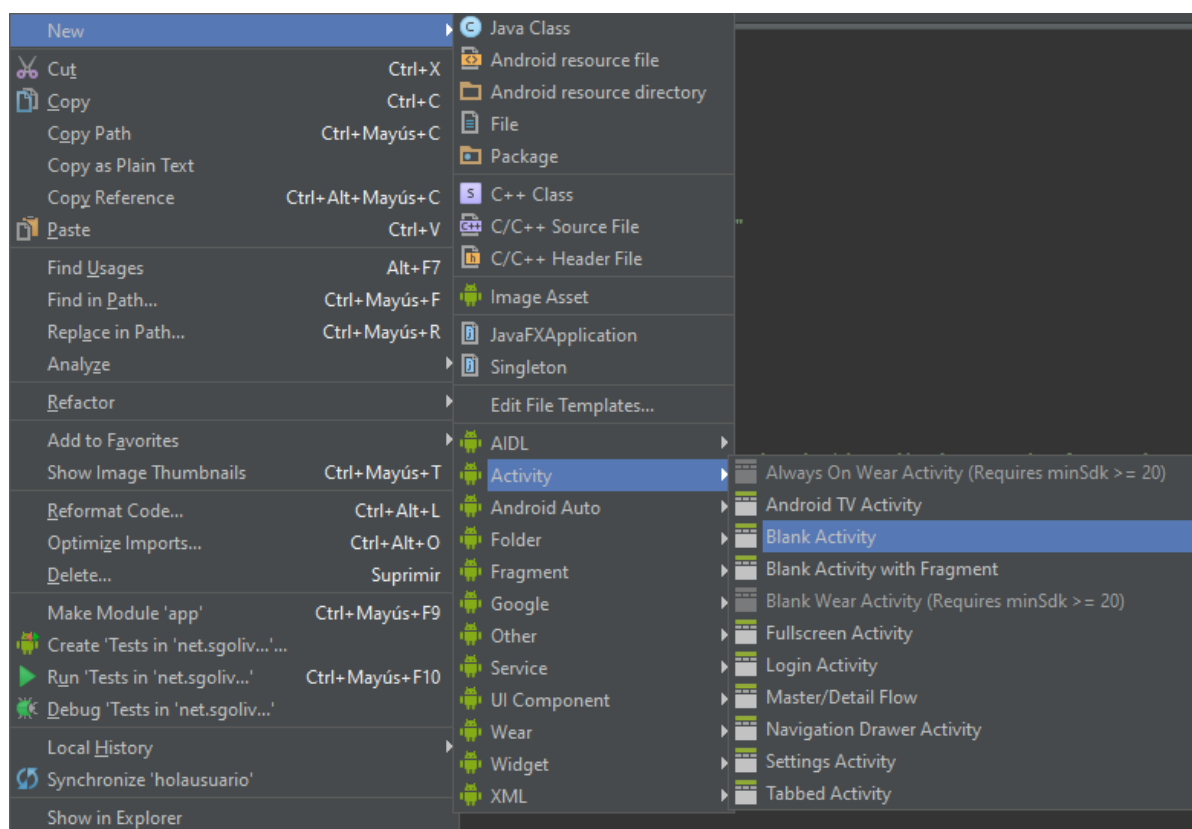 New
Cut Ctrl+X
Copy Ctrl+C
Copy Path Ctrl+Mayús+C
Copy as Plain Text
Copy Reference Ctrl+Alt+Mayús+C
Paste Ctrl+V
Find Usages Alt+F7
Find in Path... Ctrl+Mayús+F
Replace in Path... Ctrl+Mayús+R
Analyze
Refactor
Add to Favorites
Show Image Thumbnails Ctrl+Mayús+T
Reformat Code... Ctrl+Alt+L
Optimize Imports... Ctrl+Alt+O
Delete... Suprimir
Make Module 'app' Ctrl+Mayús+F9
Create 'Tests in 'net.sgoliv...'...
Run 'Tests in 'net.sgoliv...' Ctrl+Mayús+F10
Debug 'Tests in 'net.sgoliv...'
Local History
Synchronize 'holausuario'
Show in Explorer
Java Class
Android resource file
Android resource directory
File
Package
C++ Class
C/C++ Source File
C/C++ Header File
Image Asset
JavaFXApplication
Singleton
Edit File Templates...
AIDL
Activity
Android Auto
Folder
Fragment
Google
Other
Service
UI Component
Wear
Widget
XML
Always On Wear Activity (Requires minSdk >= 20)
Android TV Activity
Blank Activity
Blank Activity with Fragment
Blank Wear Activity (Requires minSdk >= 20)
Fullscreen Activity
Login Activity
Master/Detail Flow
Navigation Drawer Activity
Settings Activity
Tabbed Activity